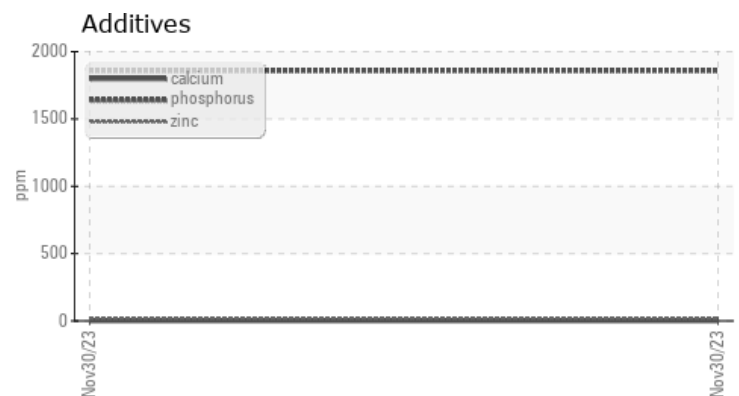 Additives
2000
1500
1000
500
0
ppm
calcium
phosphorus
zinc
Nov30/23
Nov30/23